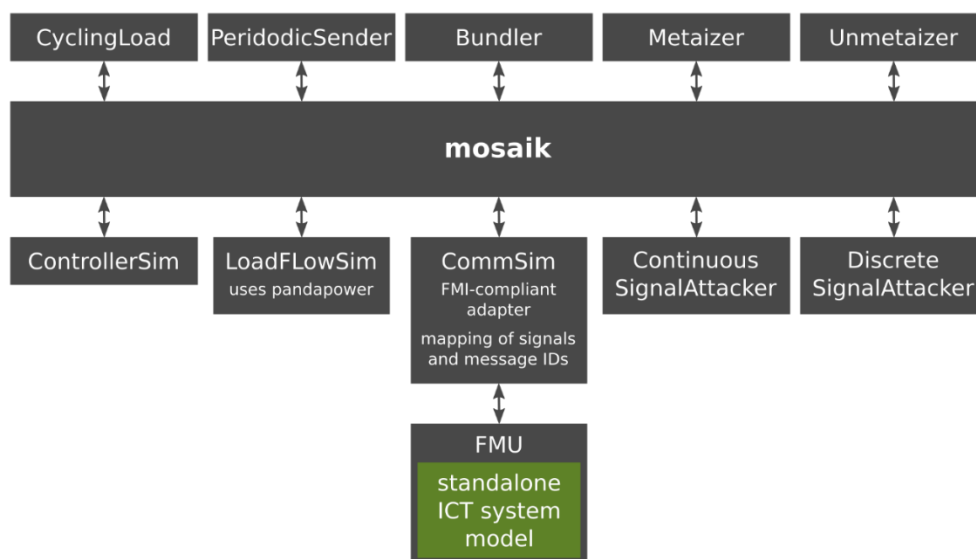 CyclingLoad
PeridodicSender
Bundler
Metaizer
Unmetaizer
mosaik
ControllerSim
LoadFLowSim
uses pandapower
CommSim
FMI-compliant
adapter
mapping of signals
and message IDs
Continuous
SignalAttacker
Discrete
SignalAttacker
FMU
standalone
ICT system
model